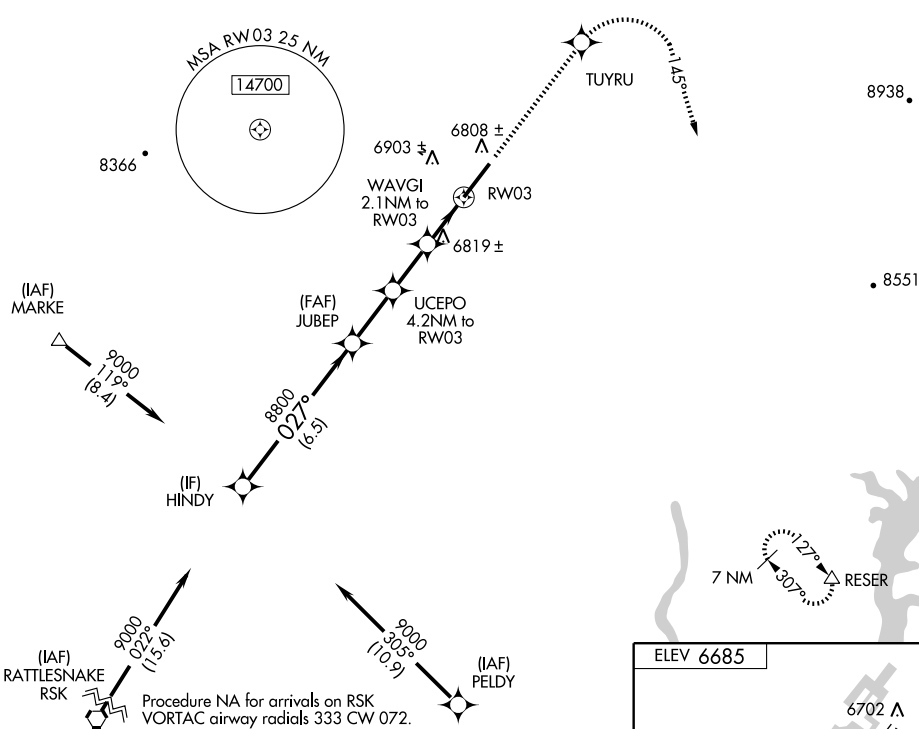 MSA RW03 25 NM
14700
8366
TUYRU
145°
8938
6903 ±
6808 ±
RW03
WAVGI
2.1NM to
RW03
6819 ±
8551
(IAF)
MARKE
9000
119°
(8.4)
(FAF)
JUBEP
UCEPO
4.2NM to
RW03
8800
027°
(6.5)
(IF)
HINDY
7 NM
127°
307°
RESER
9000
022°
(15.6)
(IAF)
RATTLESNAKE
RSK
Procedure NA for arrivals on RSK
VORTAC airway radials 333 CW 072.
9000
305°
(10.9)
(IAF)
PELDY
ELEV 6685
6702